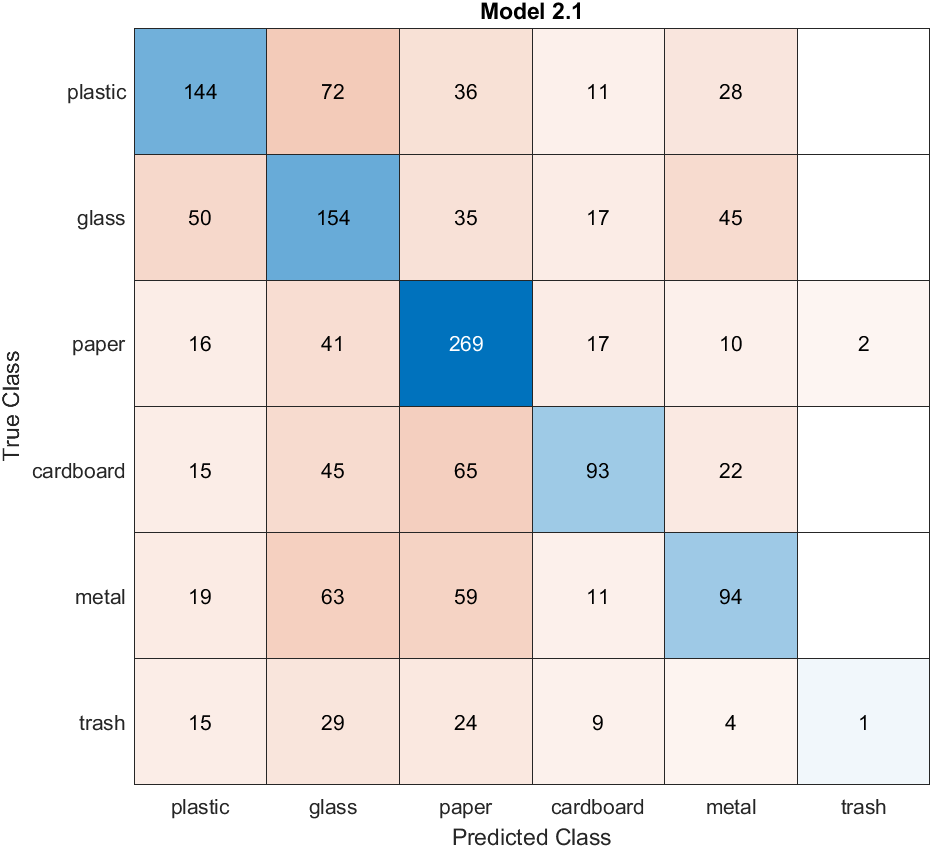 Model 2.1
plastic 144 72 36 11 28
glass 50 154 35 17 45
paper 16 41 269 17 10 2
cardboard 15 45 65 93 22
metal 19 63 59 11 94
trash 15 29 24 9 4 1
plastic glass paper cardboard metal trash
Predicted Class
True Class